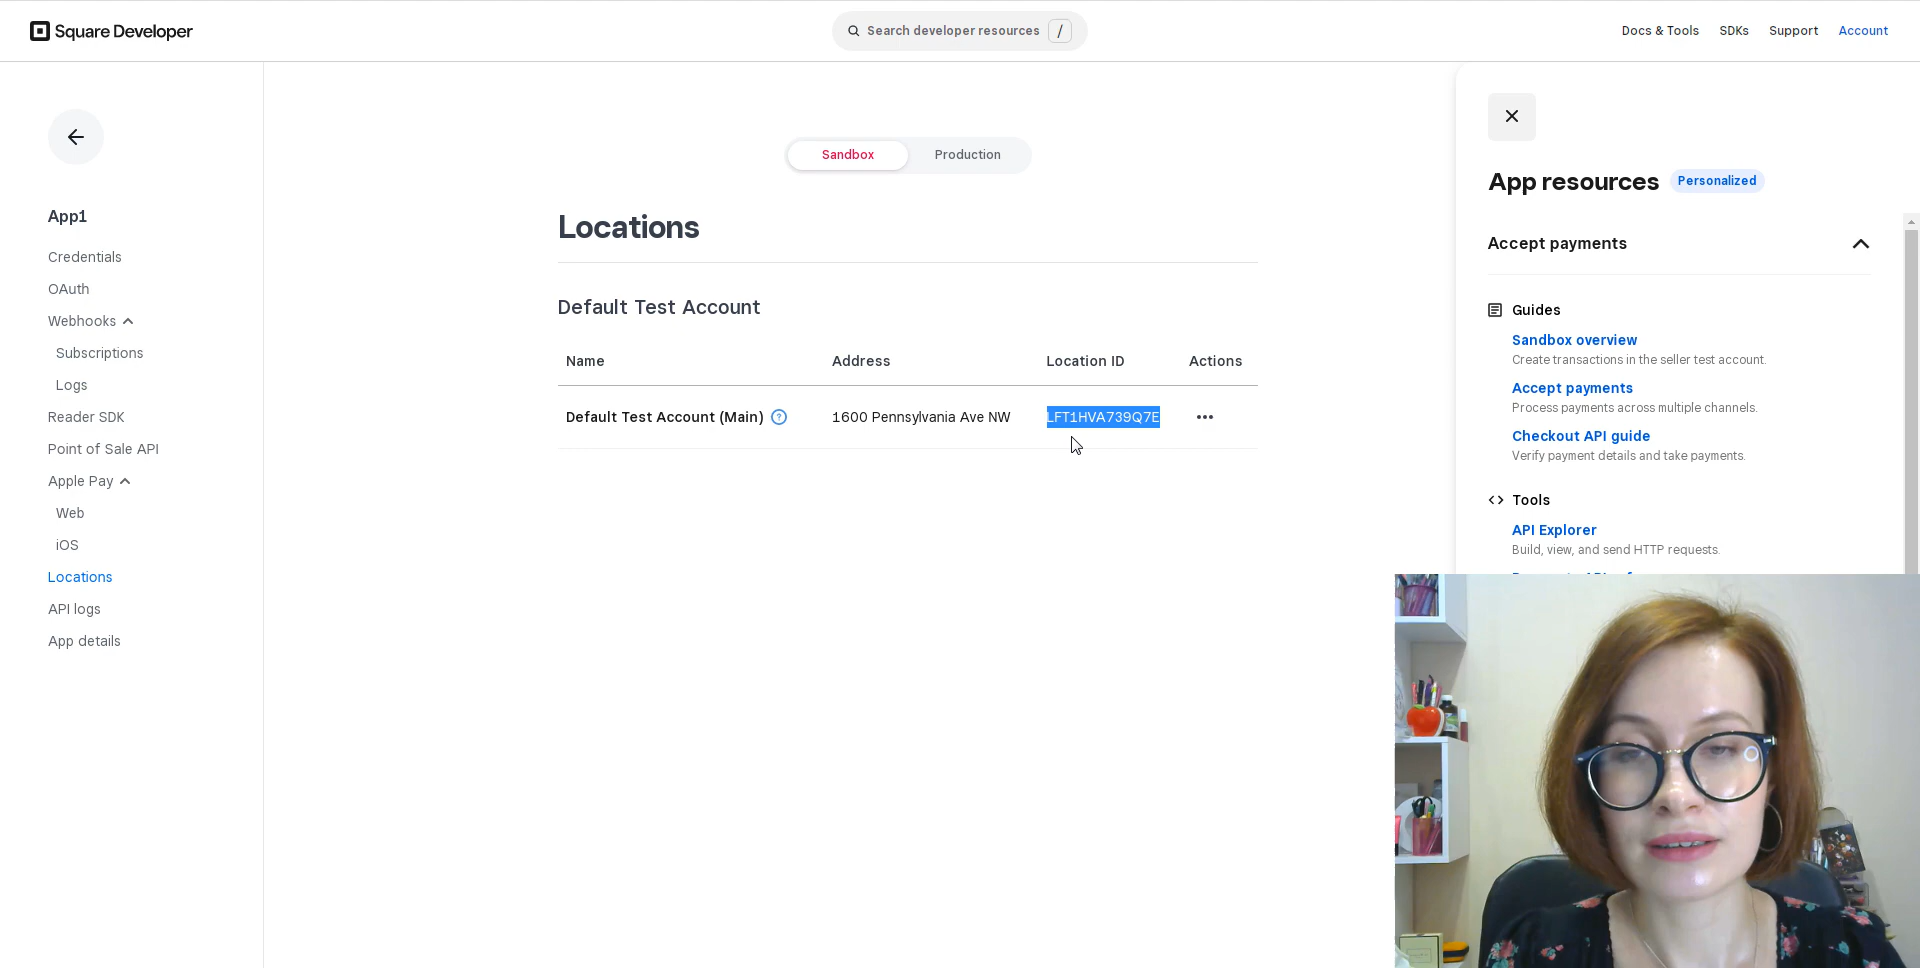 Square Developer
Search developer resources /
Docs & Tools SDKs Support Account
App1
Credentials
OAuth
Webhooks
Subscriptions
Logs
Reader SDK
Point of Sale API
Apple Pay
Web
iOS
Locations
API logs
App details
Sandbox Production
Locations
Default Test Account
Name Address Location ID Actions
Default Test Account (Main) ? 1600 Pennsylvania Ave NW LFT1HVA739Q7E •••
App resources Personalized
Accept payments
Guides
Sandbox overview
Create transactions in the seller test account.
Accept payments
Process payments across multiple channels.
Checkout API guide
Verify payment details and take payments.
Tools
API Explorer
Build, view, and send HTTP requests.